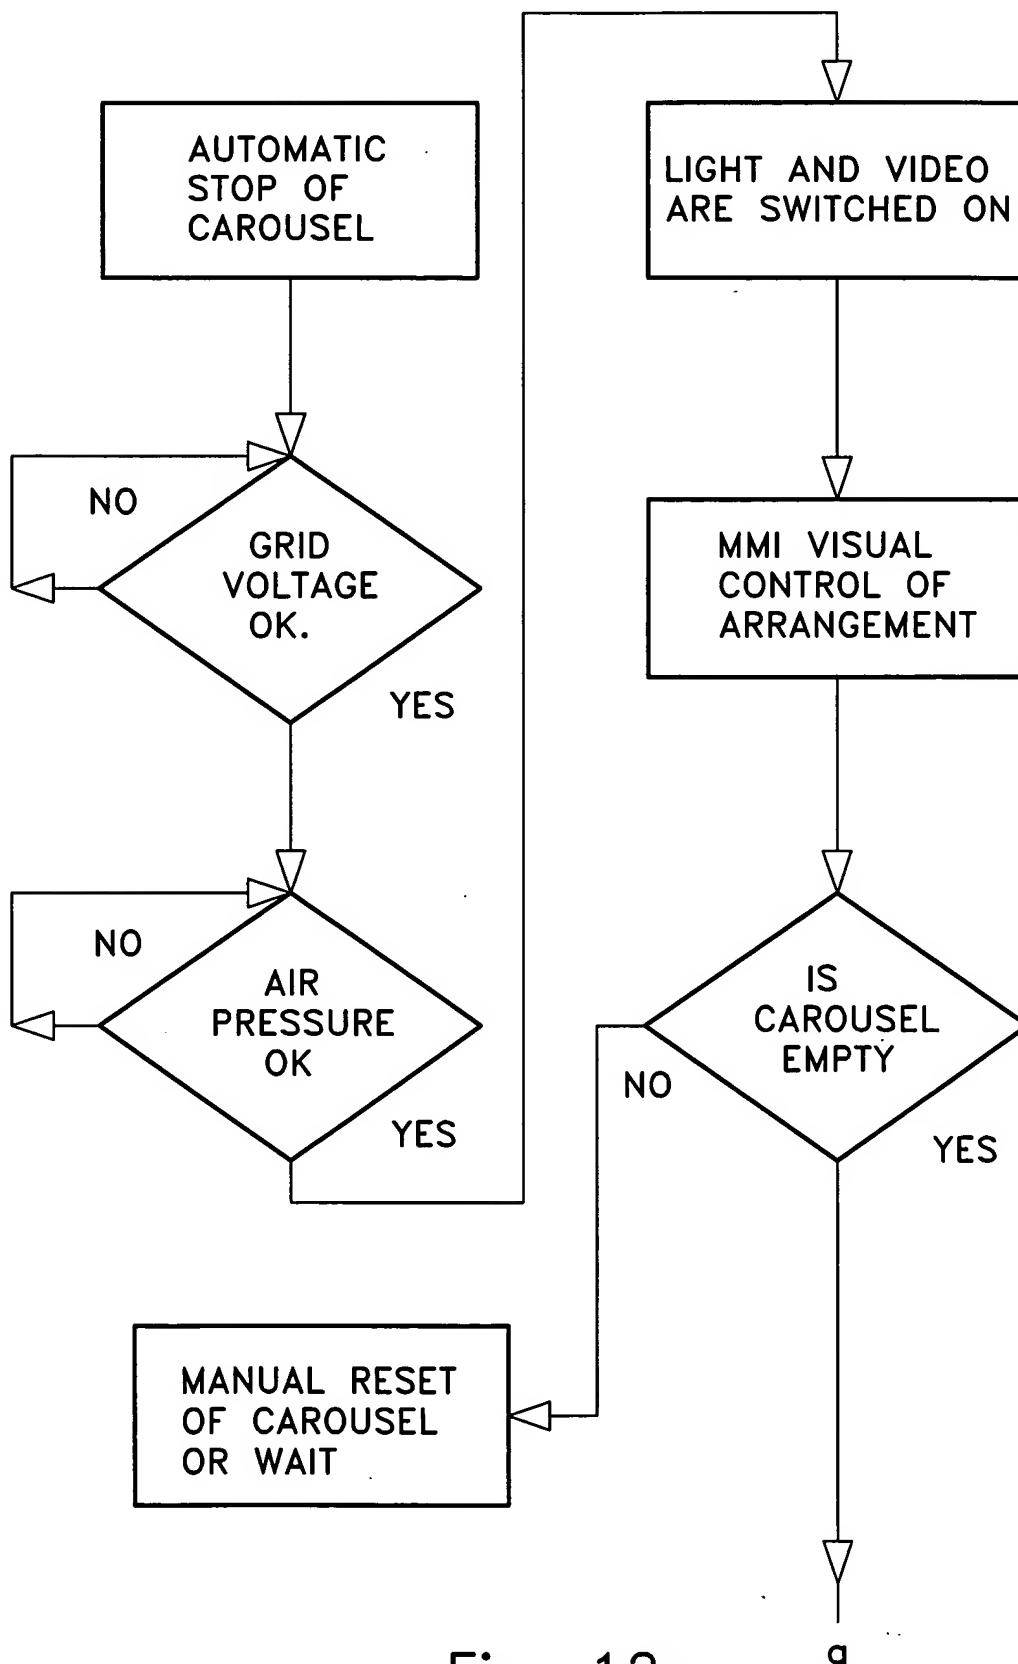 AUTOMATIC
STOP OF
CAROUSEL
NO
GRID
VOLTAGE
OK.
YES
NO
AIR
PRESSURE
OK
YES
MANUAL RESET
OF CAROUSEL
OR WAIT
LIGHT AND VIDEO
ARE SWITCHED ON
MMI VISUAL
CONTROL OF
ARRANGEMENT
IS
CAROUSEL
EMPTY
NO
YES